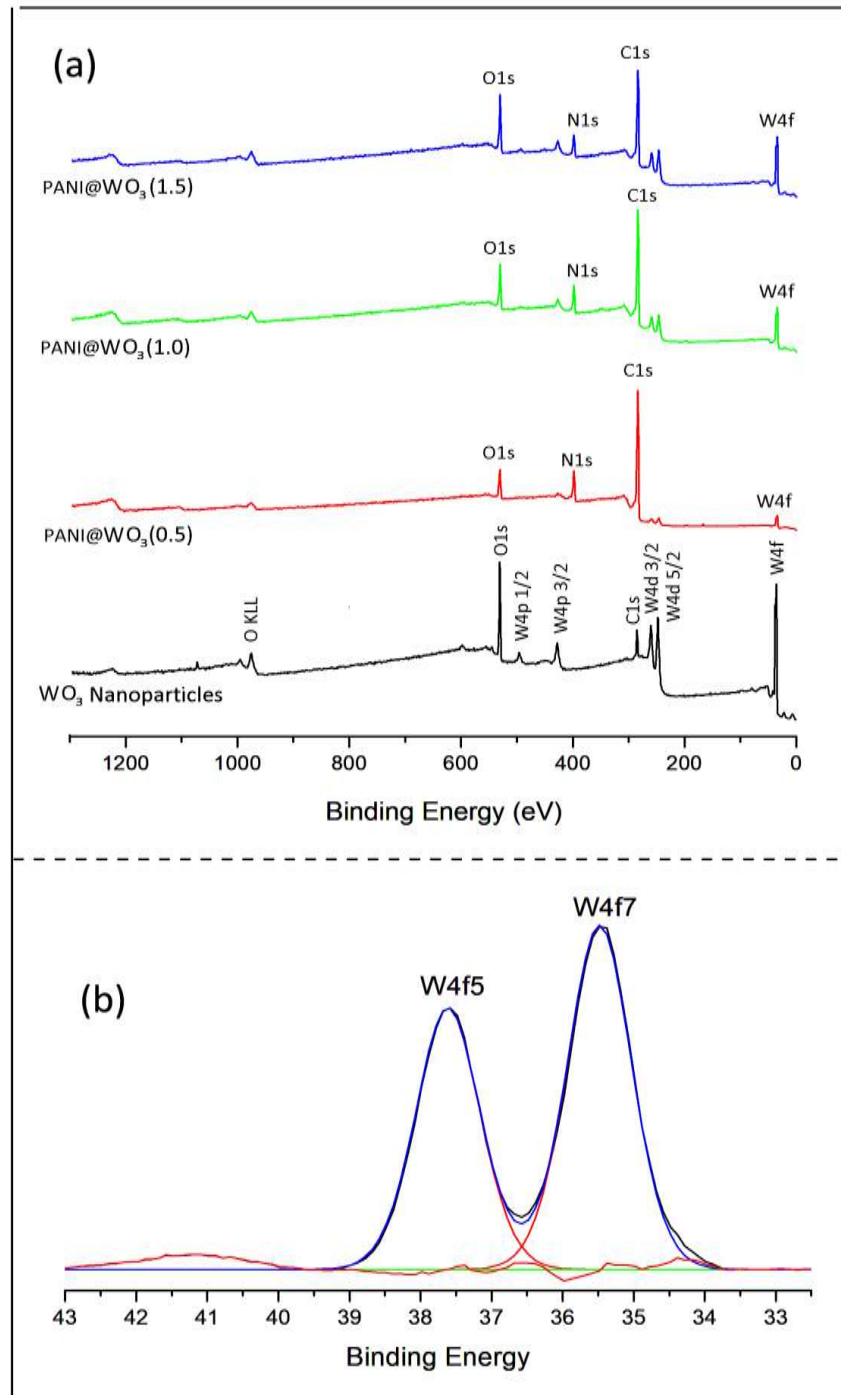 (a)
O1s
N1s
C1s
W4f
PANI@WO₃(1.5)
O1s
N1s
C1s
W4f
PANI@WO₃(1.0)
O1s
N1s
C1s
W4f
PANI@WO₃(0.5)
O KLL
O1s
W4p 1/2
W4p 3/2
C1s
W4d 3/2
W4d 5/2
W4f
WO₃ Nanoparticles
1200 1000 800 600 400 200 0
Binding Energy (eV)
(b)
W4f5
W4f7
43 42 41 40 39 38 37 36 35 34 33
Binding Energy